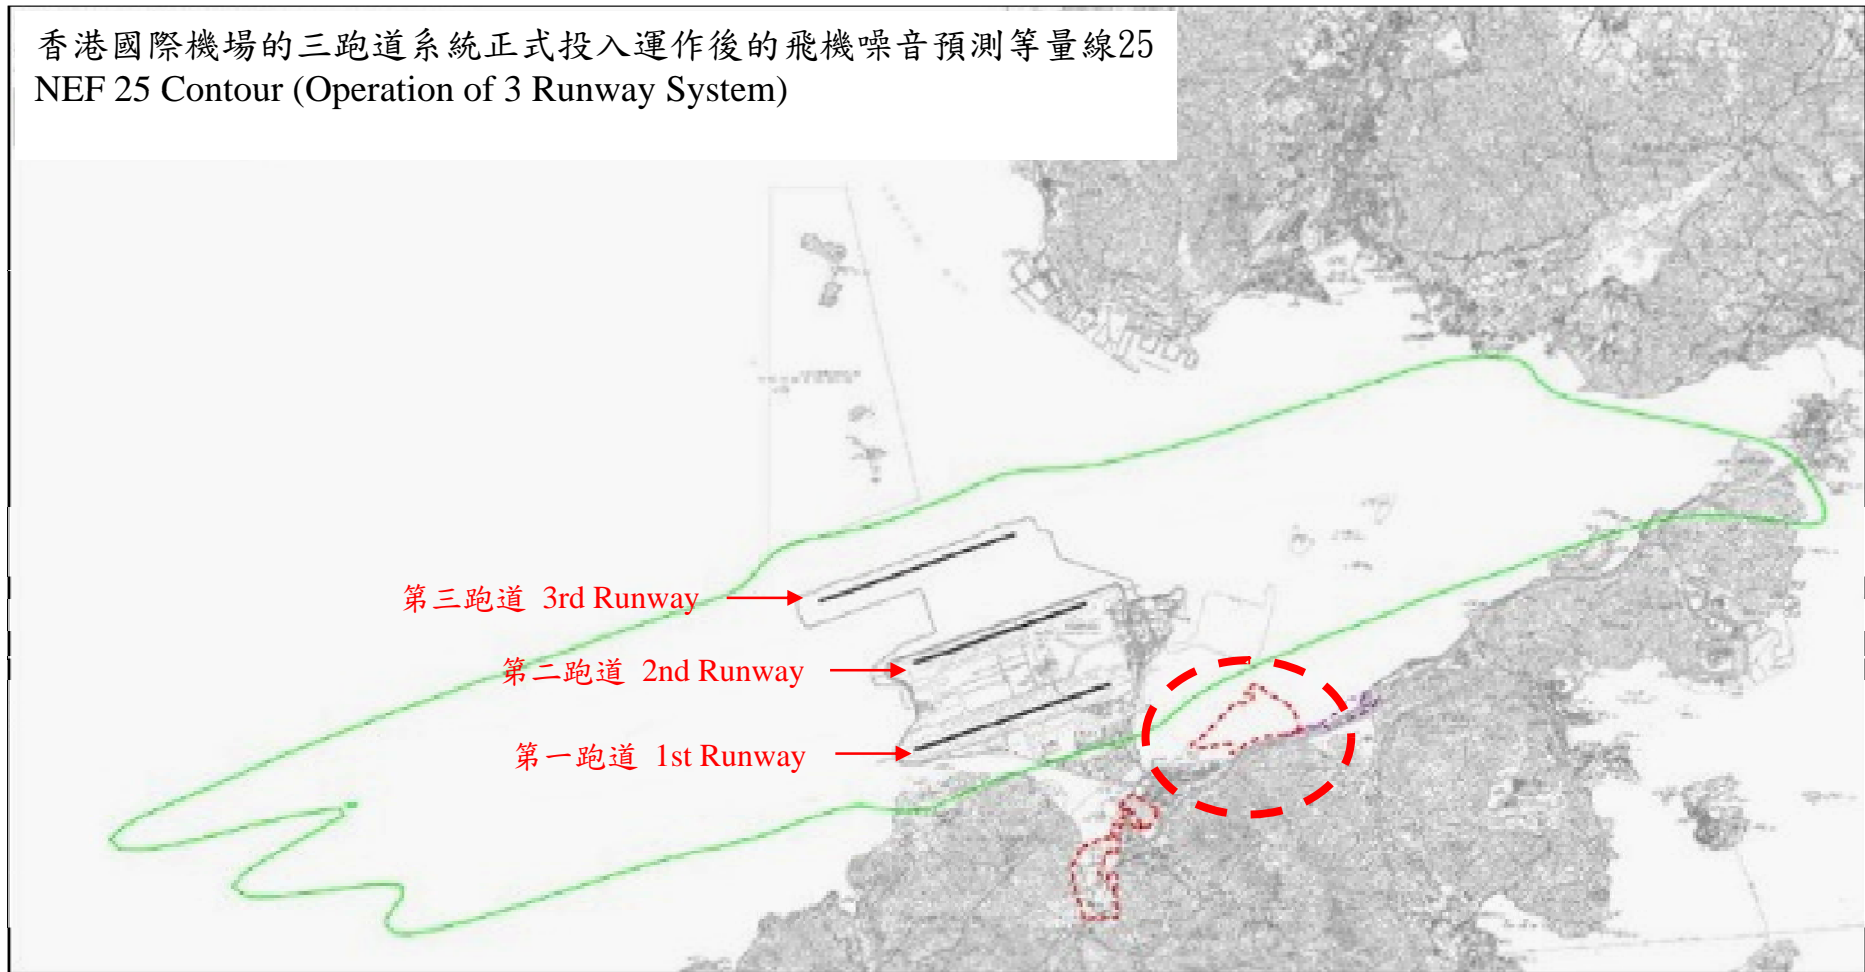 香港國際機場的三跑道系統正式投入運作後的飛機噪音預測等量線25
NEF 25 Contour (Operation of 3 Runway System)
第三跑道 3rd Runway
第二跑道 2nd Runway
第一跑道 1st Runway